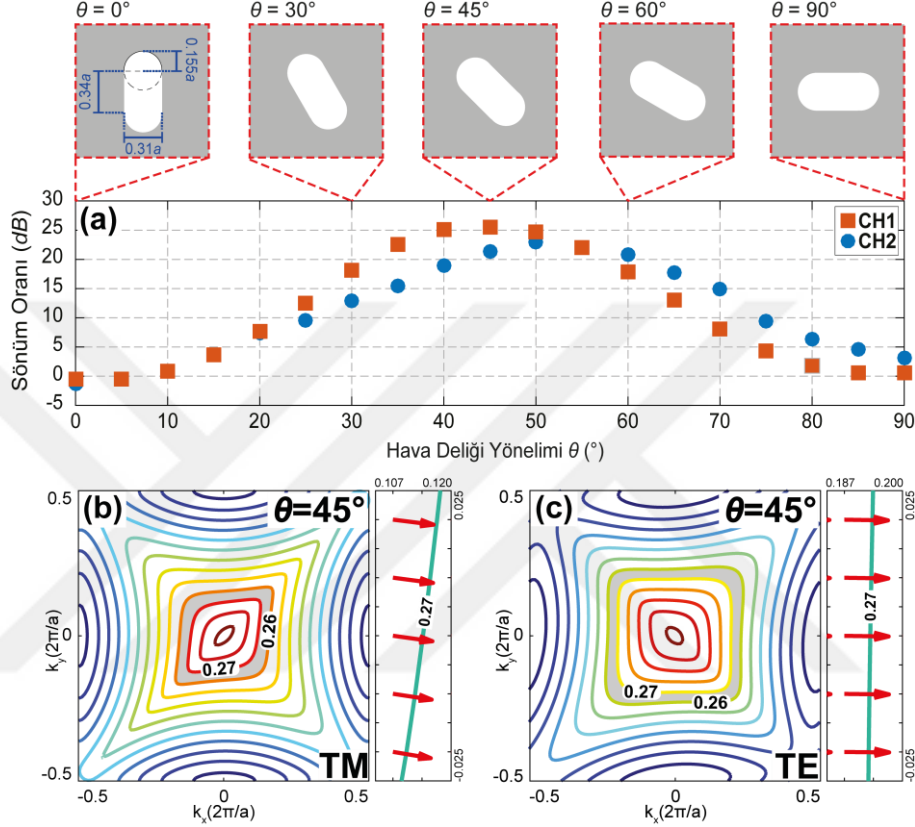 θ = 0° θ = 30° θ = 45° θ = 60° θ = 90°
0.155a
0.34a
0.31a
(a)
CH1
CH2
Sönüm Oranı (dB)
30
25
20
15
10
5
0
-5
0 10 20 30 40 50 60 70 80 90
Hava Deliği Yönelimi θ (°)
(b) θ=45°
TM
0.5
0
-0.5
k_y(2π/a)
0.27
0.26
-0.5 0 0.5
k_x(2π/a)
0.107 0.120
0.025
0.27
-0.025
(c) θ=45°
TE
0.5
0
-0.5
k_y(2π/a)
0.27
0.26
-0.5 0 0.5
k_x(2π/a)
0.187 0.200
0.025
0.27
-0.025